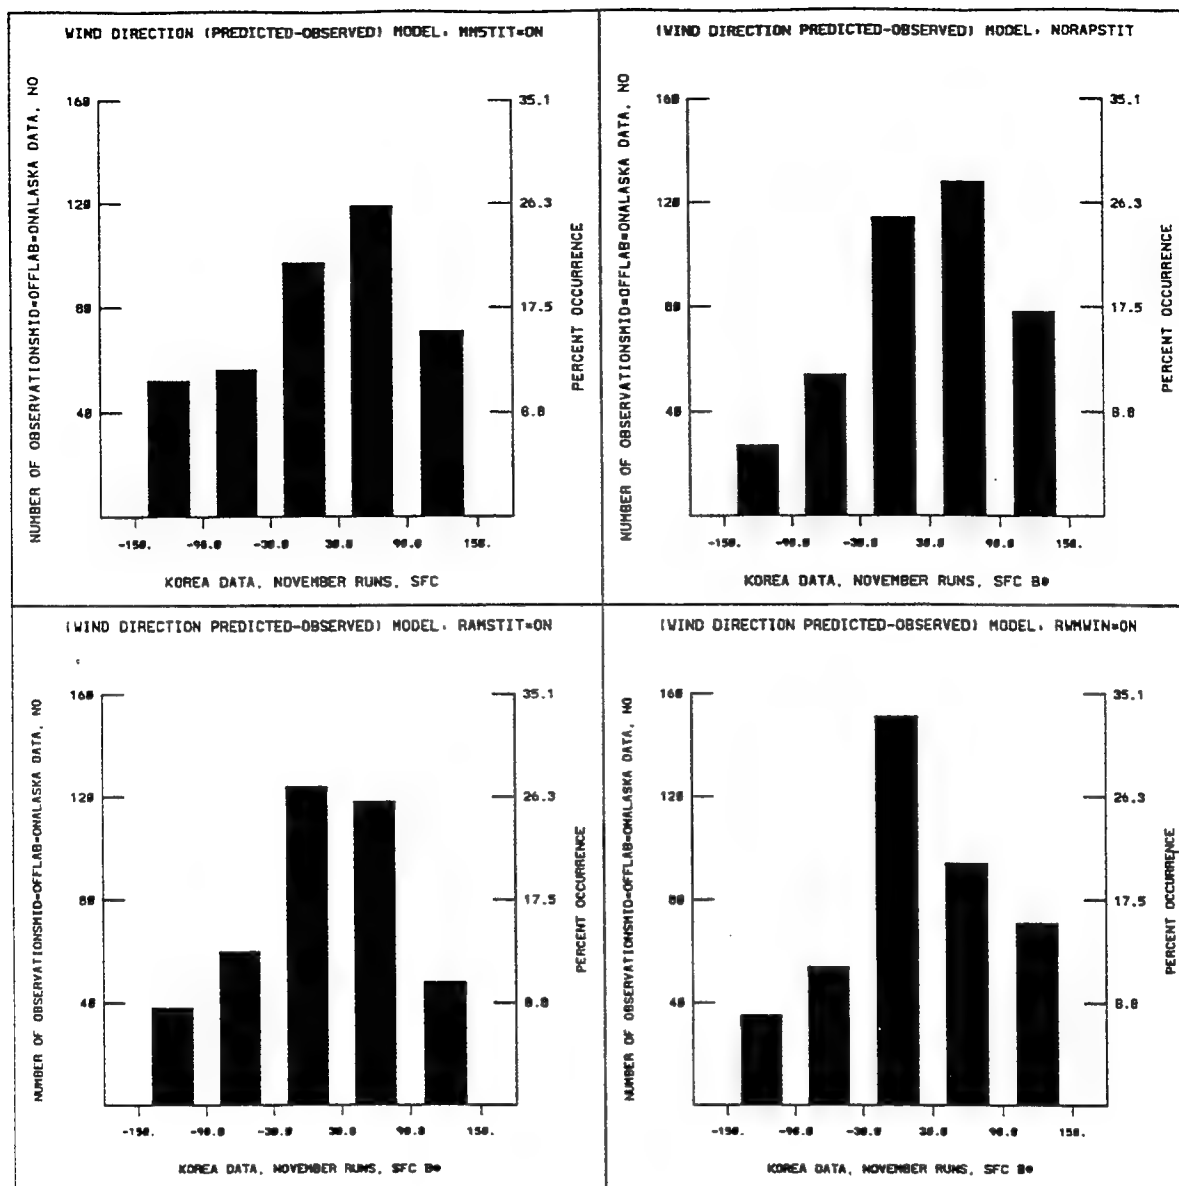 WIND DIRECTION (PREDICTED-OBSERVED) MODEL, MM5TIT=ON
NUMBER OF OBSERVATIONSMID=OFFLAB=ONALASKA DATA, NO
160
120
80
40
35.1
26.3
17.5
8.8
PERCENT OCCURRENCE
-150. -90.0 -30.0 30.0 90.0 150.
KOREA DATA, NOVEMBER RUNS, SFC
(WIND DIRECTION PREDICTED-OBSERVED) MODEL, NORAPSTIT
NUMBER OF OBSERVATIONSMID=OFFLAB=ONALASKA DATA, NO
160
120
80
40
35.1
26.3
17.5
8.8
PERCENT OCCURRENCE
-150. -90.0 -30.0 30.0 90.0 150.
KOREA DATA, NOVEMBER RUNS, SFC B*
(WIND DIRECTION PREDICTED-OBSERVED) MODEL, RAMSTIT=ON
NUMBER OF OBSERVATIONSMID=OFFLAB=ONALASKA DATA, NO
160
120
80
40
35.1
26.3
17.5
8.8
PERCENT OCCURRENCE
-150. -90.0 -30.0 30.0 90.0 150.
KOREA DATA, NOVEMBER RUNS, SFC B*
(WIND DIRECTION PREDICTED-OBSERVED) MODEL, RWMWIN=ON
NUMBER OF OBSERVATIONSMID=OFFLAB=ONALASKA DATA, NO
160
120
80
40
35.1
26.3
17.5
8.8
PERCENT OCCURRENCE
-150. -90.0 -30.0 30.0 90.0 150.
KOREA DATA, NOVEMBER RUNS, SFC B*